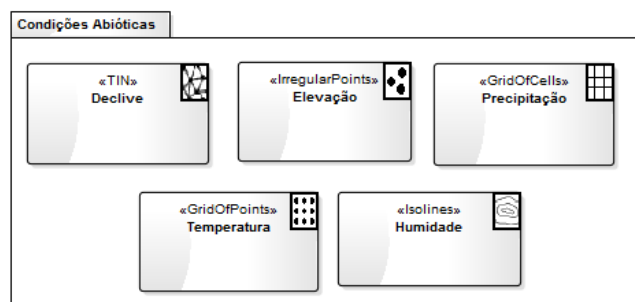 Condições Abióticas
«TIN»
Declive
«IrregularPoints»
Elevação
«GridOfCells»
Precipitação
«GridOfPoints»
Temperatura
«Isolines»
Humidade